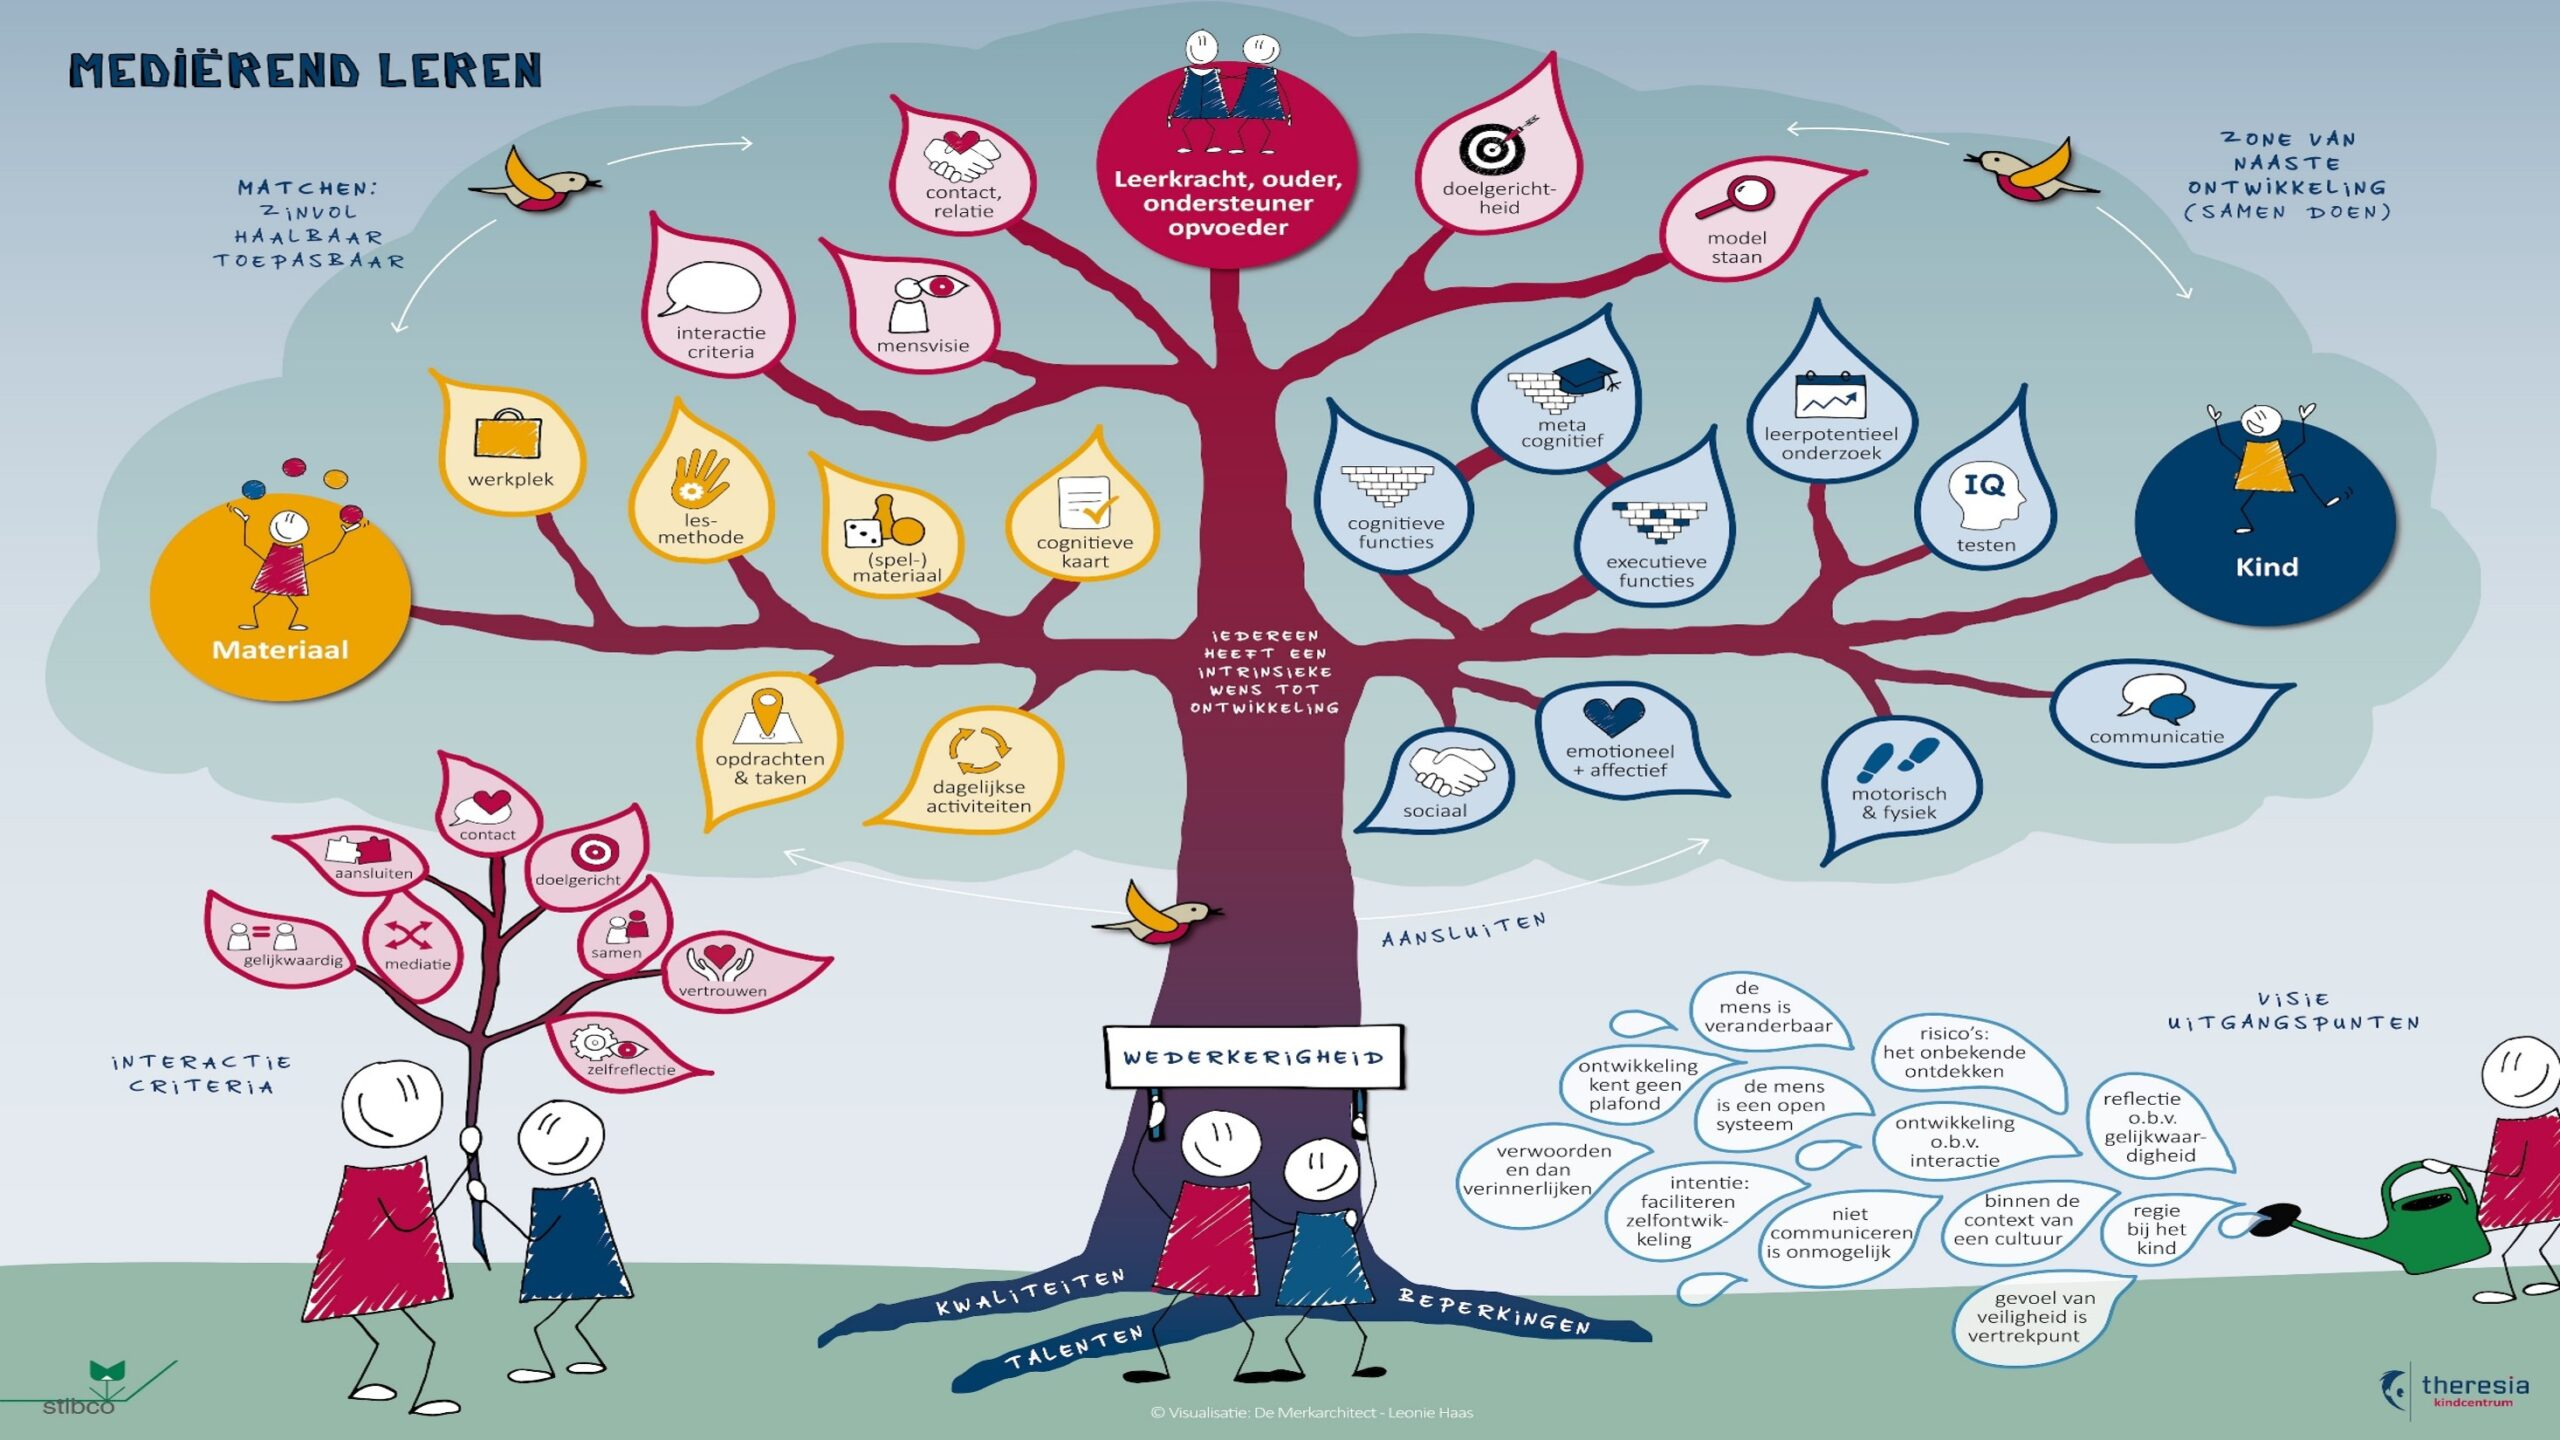 MEDIËREND LEREN
MATCHEN:
ZINVOL
HAALBAAR
TOEPASBAAR
ZONE VAN
NAASTE
ONTWIKKELING
(SAMEN DOEN)
Leerkracht, ouder,
ondersteuner
opvoeder
contact,
relatie
interactie
criteria
mensvisie
doelgericht-
heid
model
staan
Materiaal
werkplek
les-
methode
(spel-)
materiaal
cognitieve
kaart
opdrachten
& taken
dagelijkse
activiteiten
IEDEREEN
HEEFT EEN
INTRINSIEKE
WENS TOT
ONTWIKKELING
Kind
cognitieve
functies
meta
cognitief
executieve
functies
leerpotentieel
onderzoek
IQ
testen
sociaal
emotioneel
+ affectief
motorisch
& fysiek
communicatie
AANSLUITEN
INTERACTIE
CRITERIA
contact
aansluiten
doelgericht
gelijkwaardig
mediatie
samen
vertrouwen
zelfreflectie
WEDERKERIGHEID
KWALITEITEN
TALENTEN
BEPERKINGEN
VISIE
UITGANGSPUNTEN
de
mens is
veranderbaar
risico's:
het onbekende
ontdekken
ontwikkeling
kent geen
plafond
de mens
is een open
systeem
ontwikkeling
o.b.v.
interactie
reflectie
o.b.v.
gelijkwaar-
digheid
verwoorden
en dan
verinnerlijken
intentie:
faciliteren
zelfontwik-
keling
niet
communiceren
is onmogelijk
binnen de
context van
een cultuur
regie
bij het
kind
gevoel van
veiligheid is
vertrekpunt
stibco
© Visualisatie: De Merkarchitect - Leonie Haas
theresia
kindcentrum